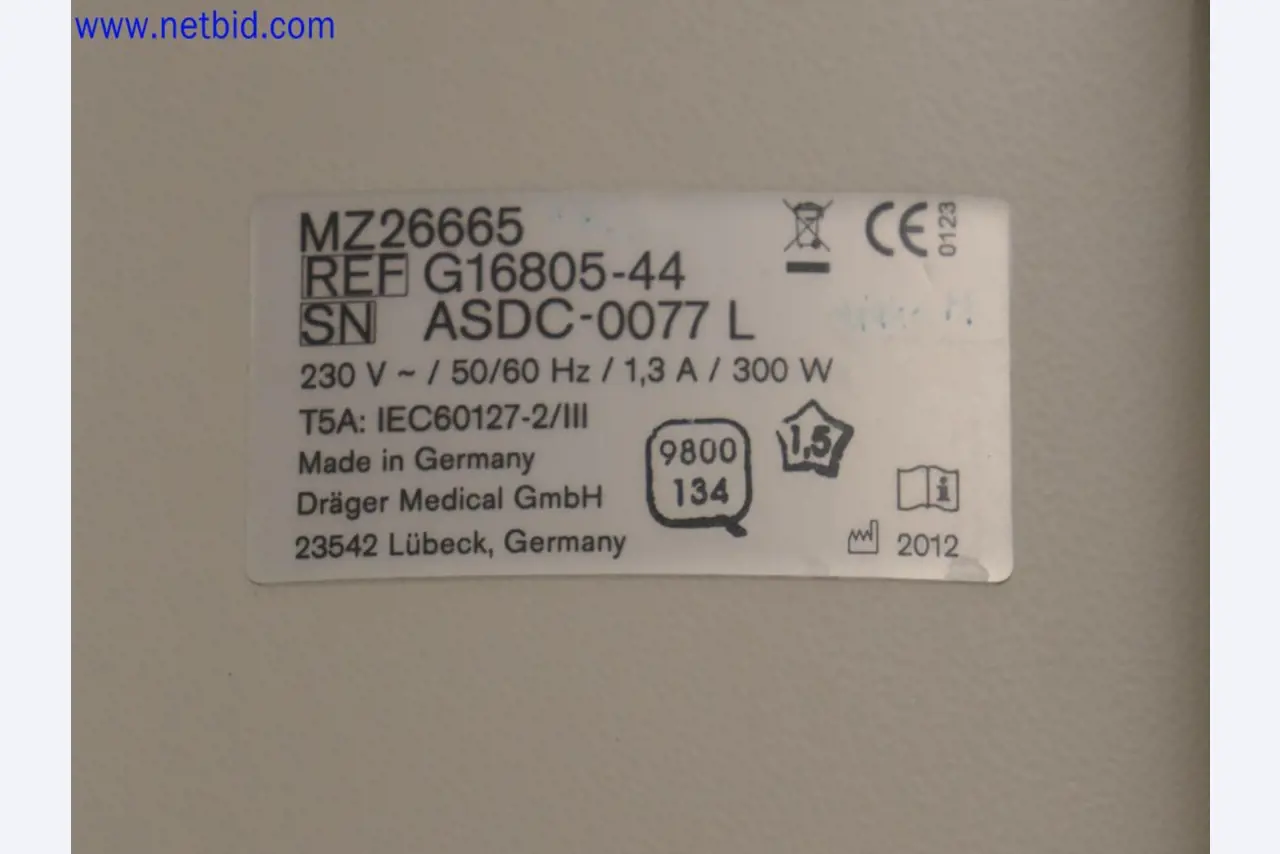 www.netbid.com
MZ26665
REF G16805-44
SN ASDC-0077 L
230 V ~ / 50/60 Hz / 1,3 A / 300 W
T5A: IEC60127-2/III
Made in Germany
Dräger Medical GmbH
23542 Lübeck, Germany
CE 0123
9800
134
1,5
i
2012